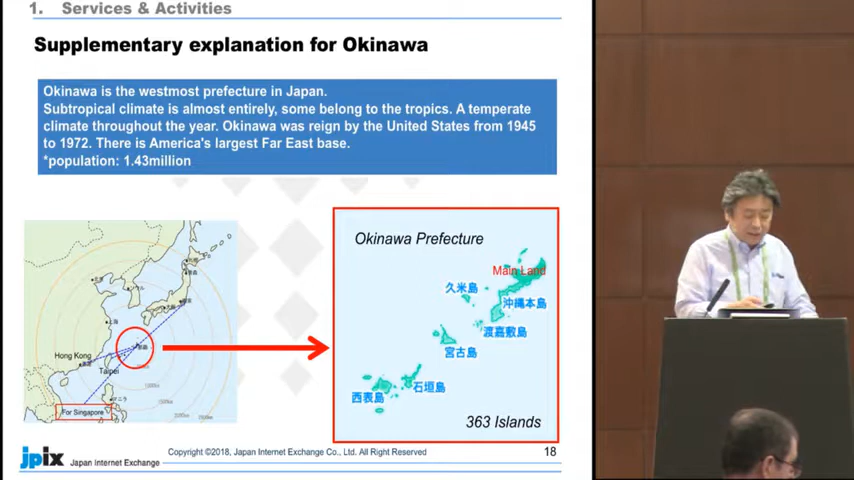 1. Services & Activities
Supplementary explanation for Okinawa
Okinawa is the westmost prefecture in Japan.
Subtropical climate is almost entirely, some belong to the tropics. A temperate
climate throughout the year. Okinawa was reign by the United States from 1945
to 1972. There is America's largest Far East base.
*population: 1.43million
Hong Kong
Taipei
For Singapore
マニラ
Okinawa Prefecture
Main Land
久米島
沖縄本島
渡嘉敷島
宮古島
石垣島
西表島
363 Islands
jpix Japan Internet Exchange
Copyright ©2018, Japan Internet Exchange Co., Ltd. All Right Reserved
18